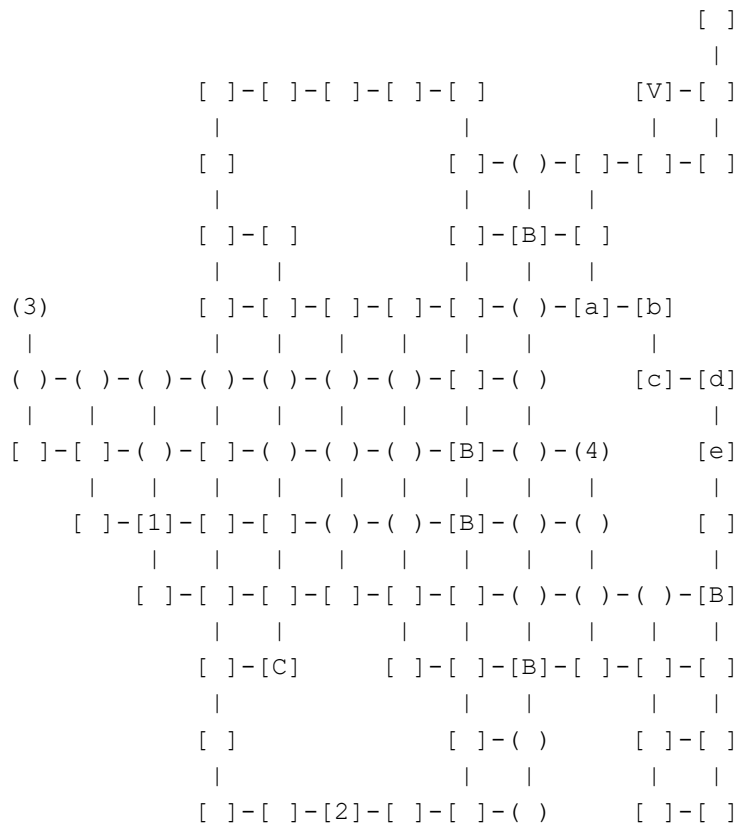 [ ]
                                             |
            [ ]-[ ]-[ ]-[ ]-[ ]         [V]-[ ]
             |               |           |   |
            [ ]             [ ]-( )-[ ]-[ ]-[ ]
             |               |   |   |
            [ ]-[ ]         [ ]-[B]-[ ]
             |   |           |   |   |
(3)         [ ]-[ ]-[ ]-[ ]-[ ]-( )-[a]-[b]
 |           |   |   |   |   |   |       |
( )-( )-( )-( )-( )-( )-( )-[ ]-( )     [c]-[d]
 |   |   |   |   |   |   |   |   |           |
[ ]-[ ]-( )-[ ]-( )-( )-( )-[B]-( )-(4)     [e]
     |   |   |   |   |   |   |   |   |       |
    [ ]-[1]-[ ]-[ ]-( )-( )-[B]-( )-( )     [ ]
         |   |   |   |   |   |   |   |       |
        [ ]-[ ]-[ ]-[ ]-[ ]-[ ]-( )-( )-( )-[B]
             |   |       |   |   |   |   |   |
            [ ]-[C]     [ ]-[ ]-[B]-[ ]-[ ]-[ ]
             |               |   |       |   |
            [ ]             [ ]-( )     [ ]-[ ]
             |               |   |       |   |
            [ ]-[ ]-[2]-[ ]-[ ]-( )     [ ]-[ ]